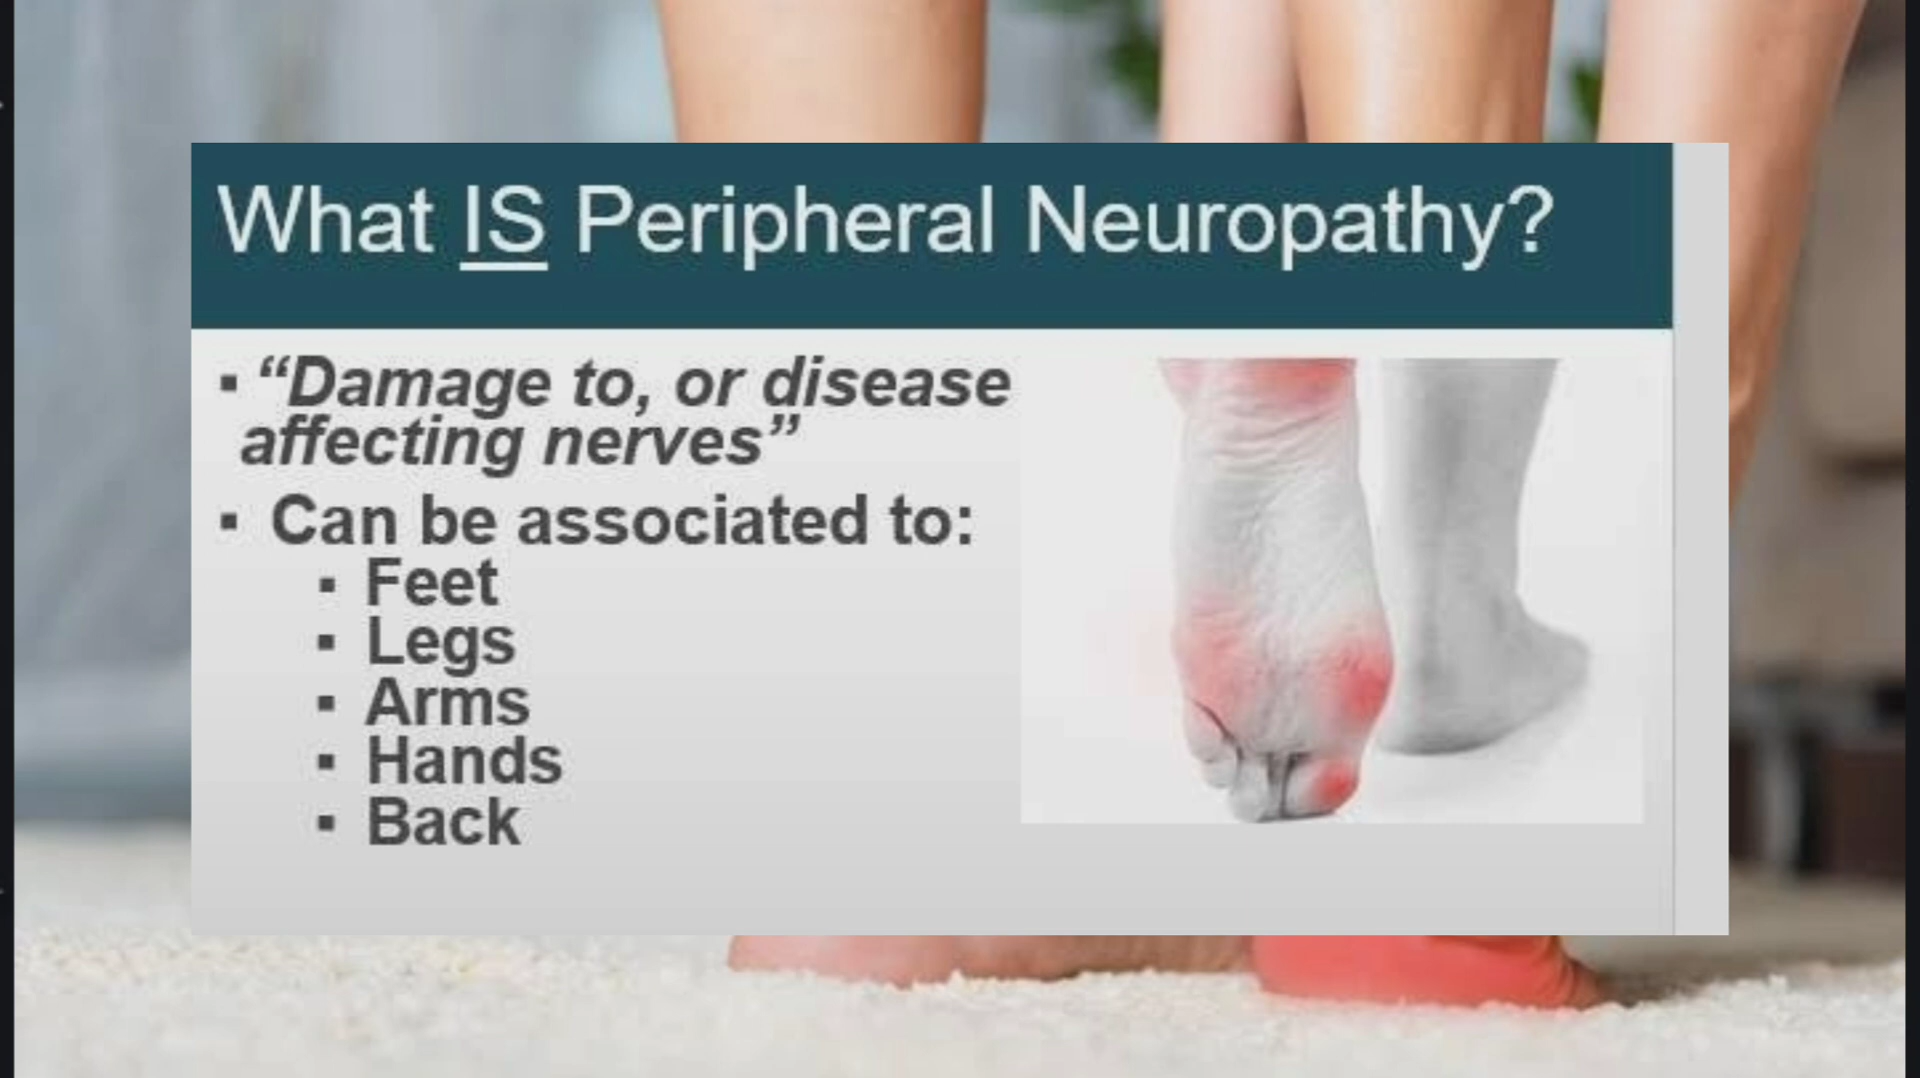 What IS Peripheral Neuropathy?
▪ “Damage to, or disease
affecting nerves”
▪ Can be associated to:
▪ Feet
▪ Legs
▪ Arms
▪ Hands
▪ Back